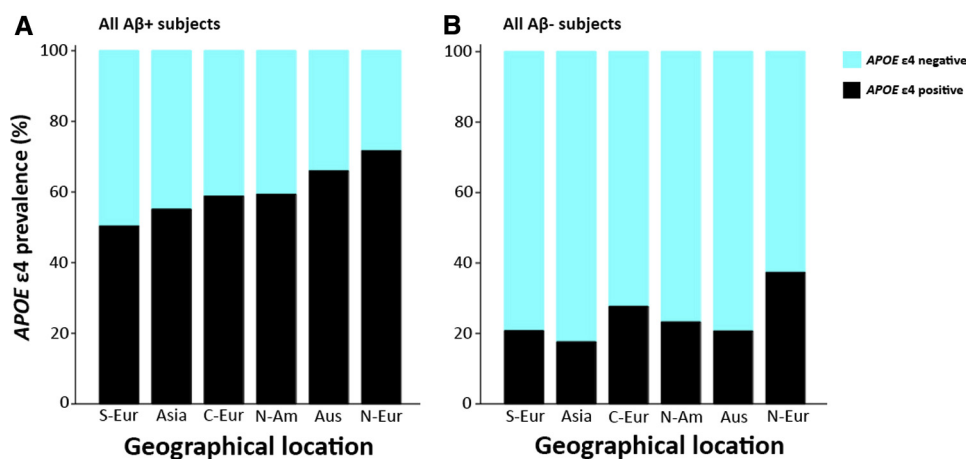 A All Aβ+ subjects
100
80
60
40
20
0
APOE ε4 prevalence (%)
S-Eur Asia C-Eur N-Am Aus N-Eur
Geographical location
B All Aβ- subjects
100
80
60
40
20
0
S-Eur Asia C-Eur N-Am Aus N-Eur
Geographical location
APOE ε4 negative
APOE ε4 positive